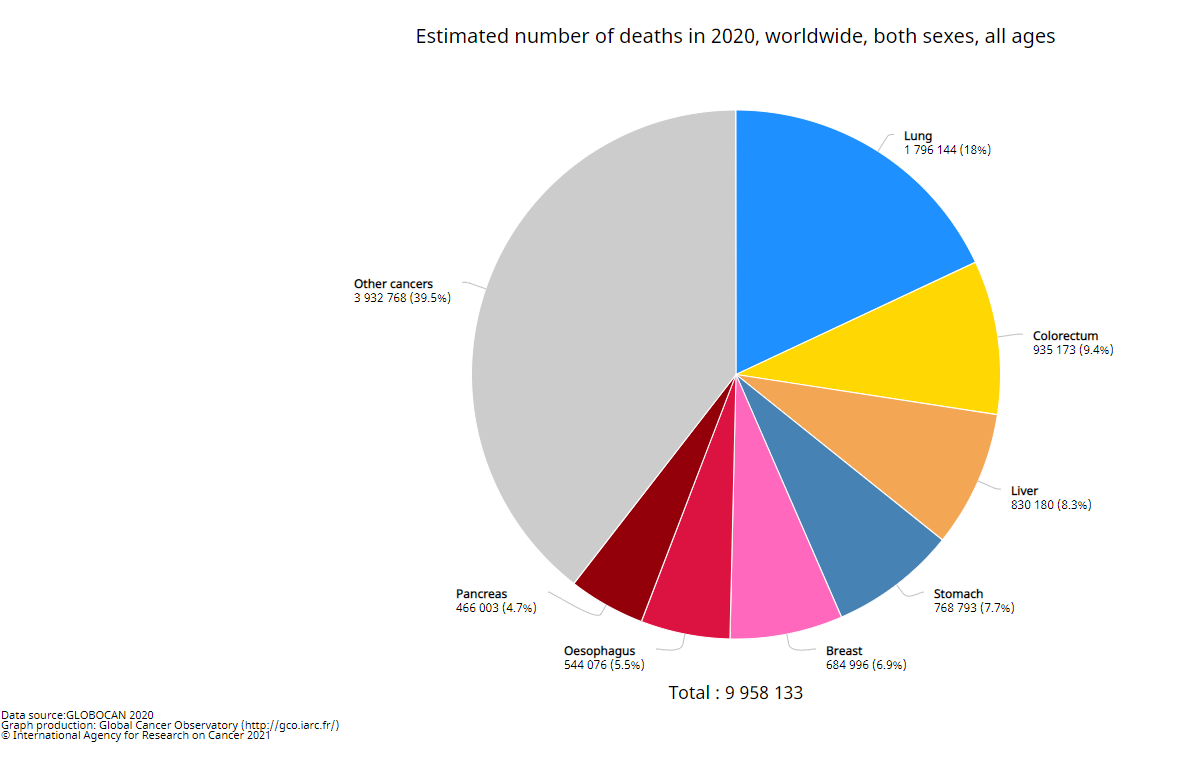 Estimated number of deaths in 2020, worldwide, both sexes, all ages
Lung
1 796 144 (18%)
Other cancers
3 932 768 (39.5%)
Colorectum
935 173 (9.4%)
Liver
830 180 (8.3%)
Pancreas
466 003 (4.7%)
Stomach
768 793 (7.7%)
Oesophagus
544 076 (5.5%)
Breast
684 996 (6.9%)
Total : 9 958 133
Data source:GLOBOCAN 2020
Graph production: Global Cancer Observatory (http://gco.iarc.fr/)
© International Agency for Research on Cancer 2021